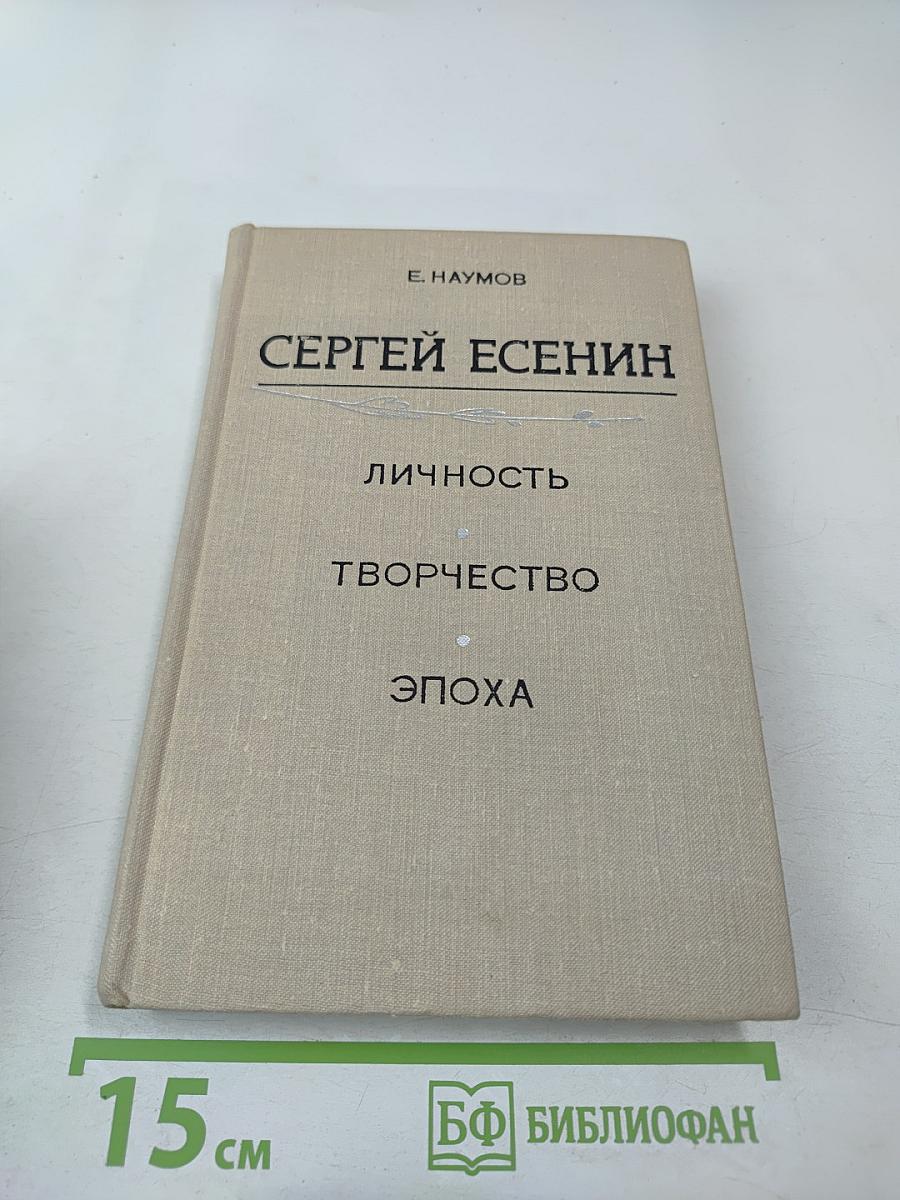 Е. НАУМОВ
СЕРГЕЙ ЕСЕНИН
ЛИЧНОСТЬ
ТВОРЧЕСТВО
ЭПОХА
15 см
БФ БИБЛИОФАН